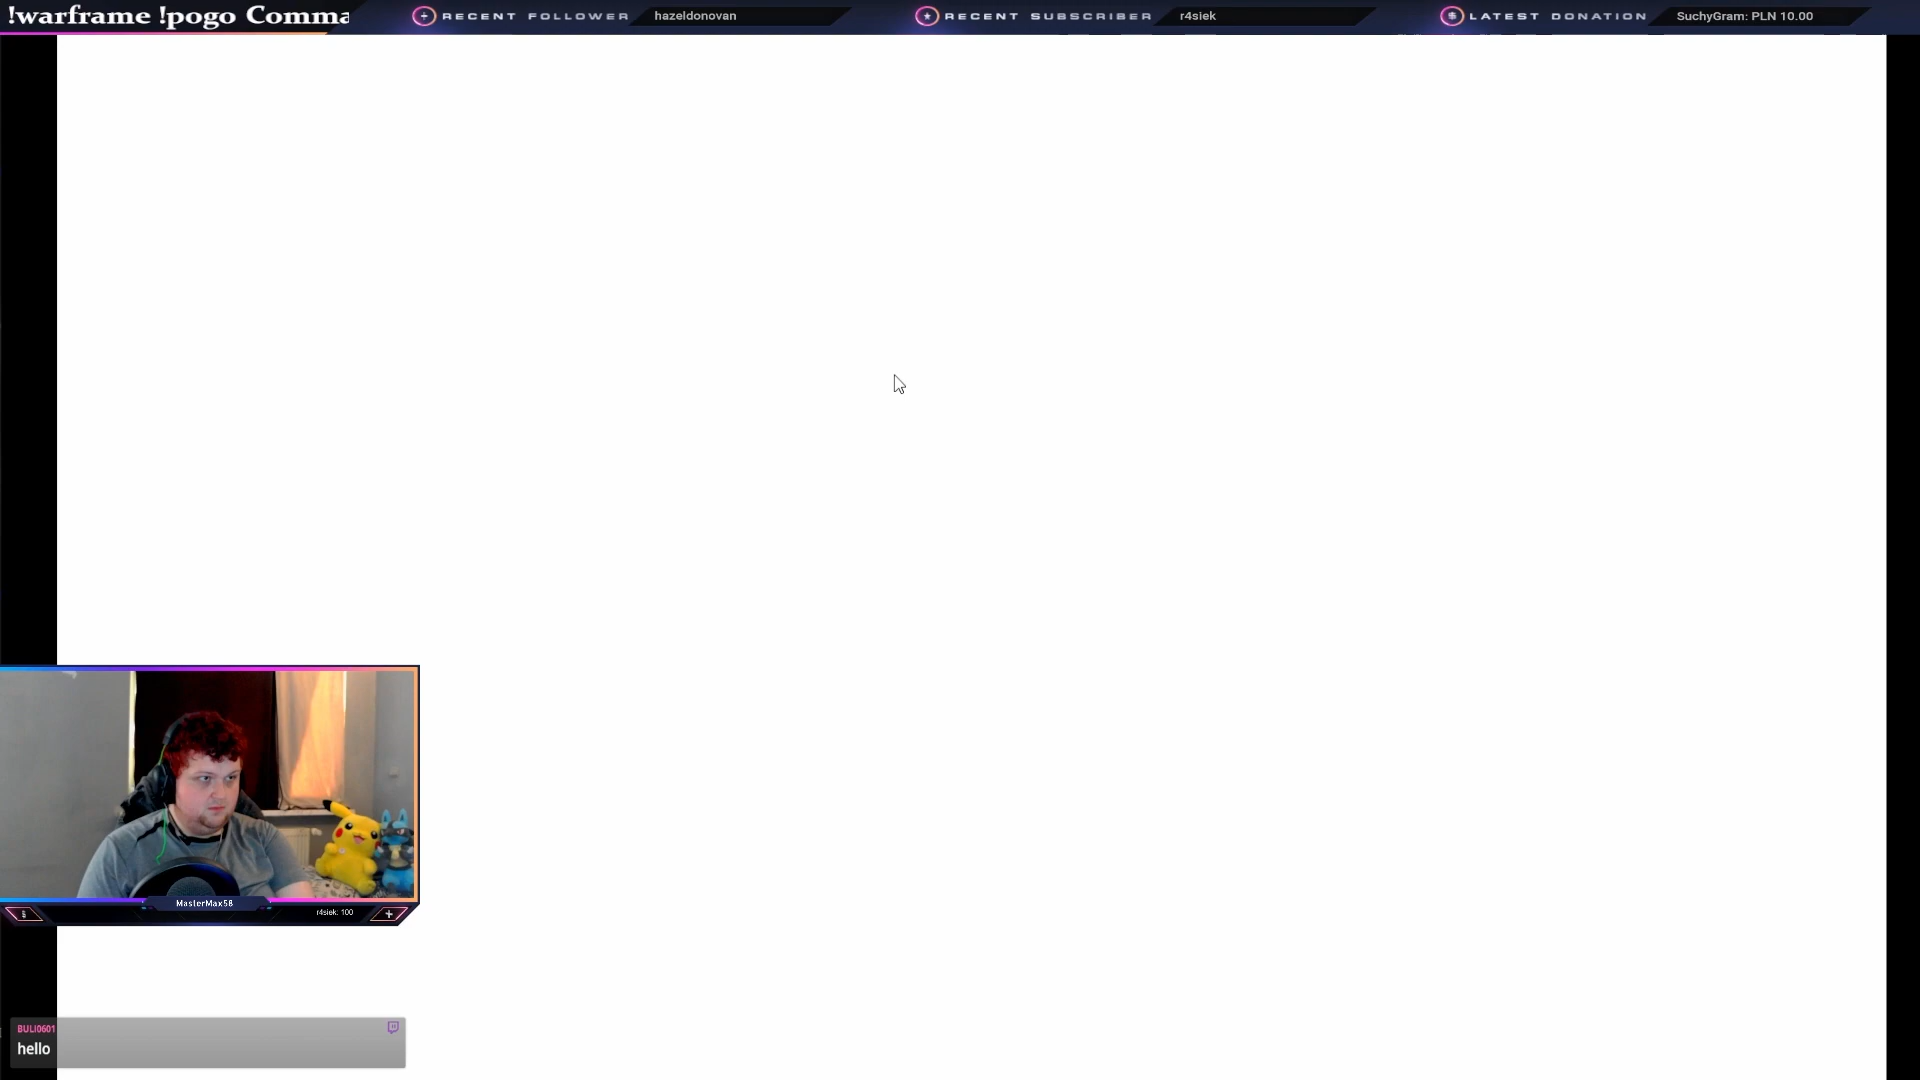 !warframe !pogo Comma
RECENT FOLLOWER hazeldonovan
RECENT SUBSCRIBER r4siek
LATEST DONATION SuchyGram: PLN 10.00
MasterMax58
r4siek: 100
BULI0601
hello